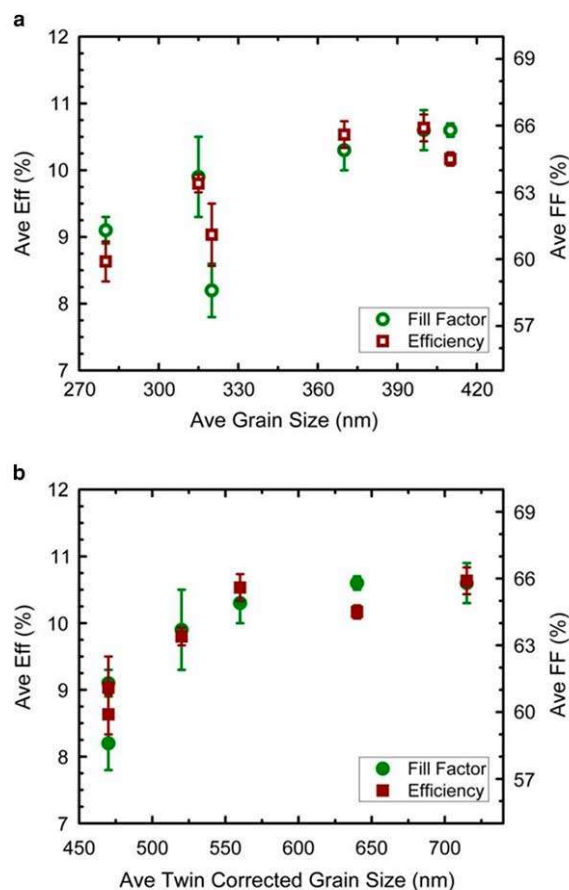 a
12
11
10
9
8
7
Ave Eff (%)
69
66
63
60
57
Ave FF (%)
Fill Factor
Efficiency
270 300 330 360 390 420
Ave Grain Size (nm)
b
12
11
10
9
8
7
Ave Eff (%)
69
66
63
60
57
Ave FF (%)
Fill Factor
Efficiency
450 500 550 600 650 700
Ave Twin Corrected Grain Size (nm)